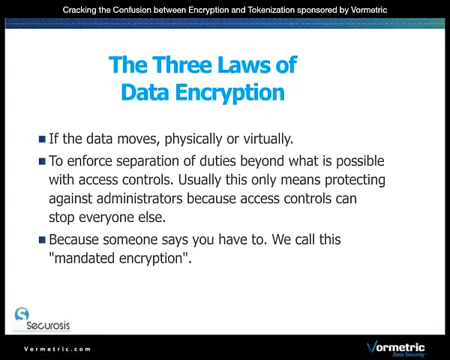 Cracking the Confusion between Encryption and Tokenization sponsored by Vormetric
The Three Laws of
Data Encryption
If the data moves, physically or virtually.
To enforce separation of duties beyond what is possible
with access controls. Usually this only means protecting
against administrators because access controls can
stop everyone else.
Because someone says you have to. We call this
"mandated encryption".
S
Securosis
Vormetric.com
Vormetric
Data Security